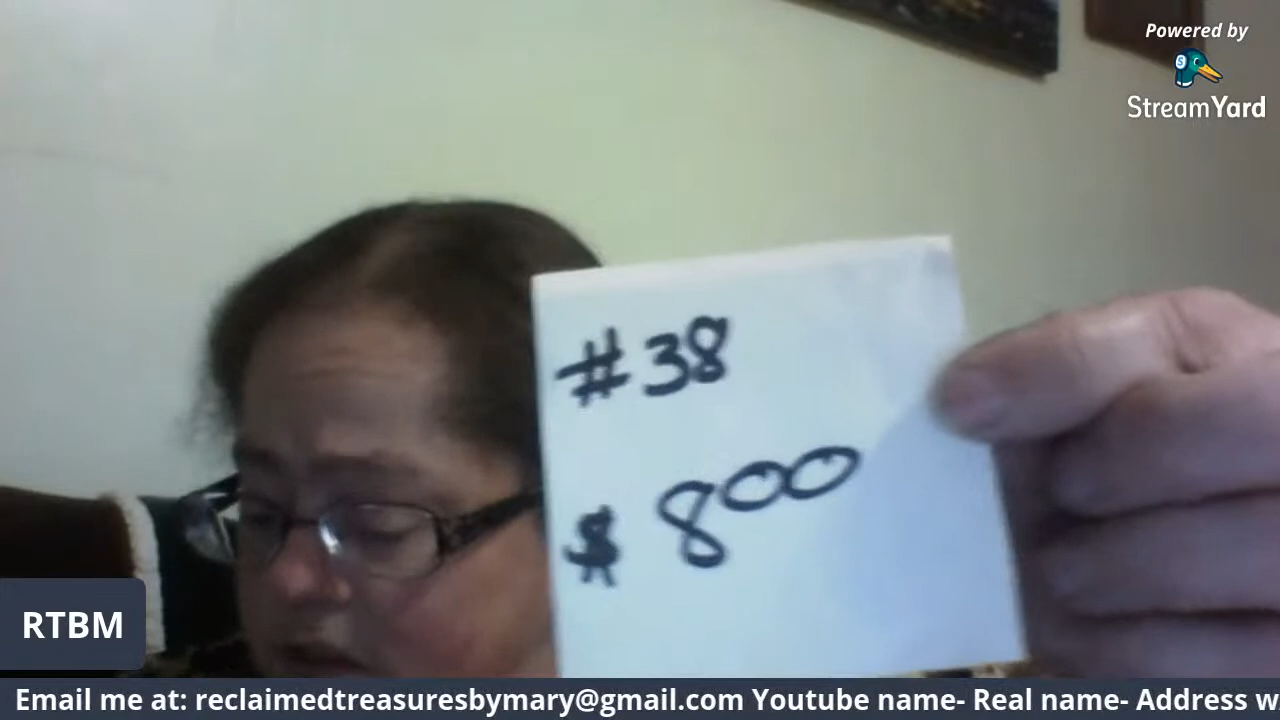 Powered by
StreamYard
#38
$ 8⁰⁰
RTBM
Email me at: reclaimedtreasuresbymary@gmail.com Youtube name- Real name- Address w